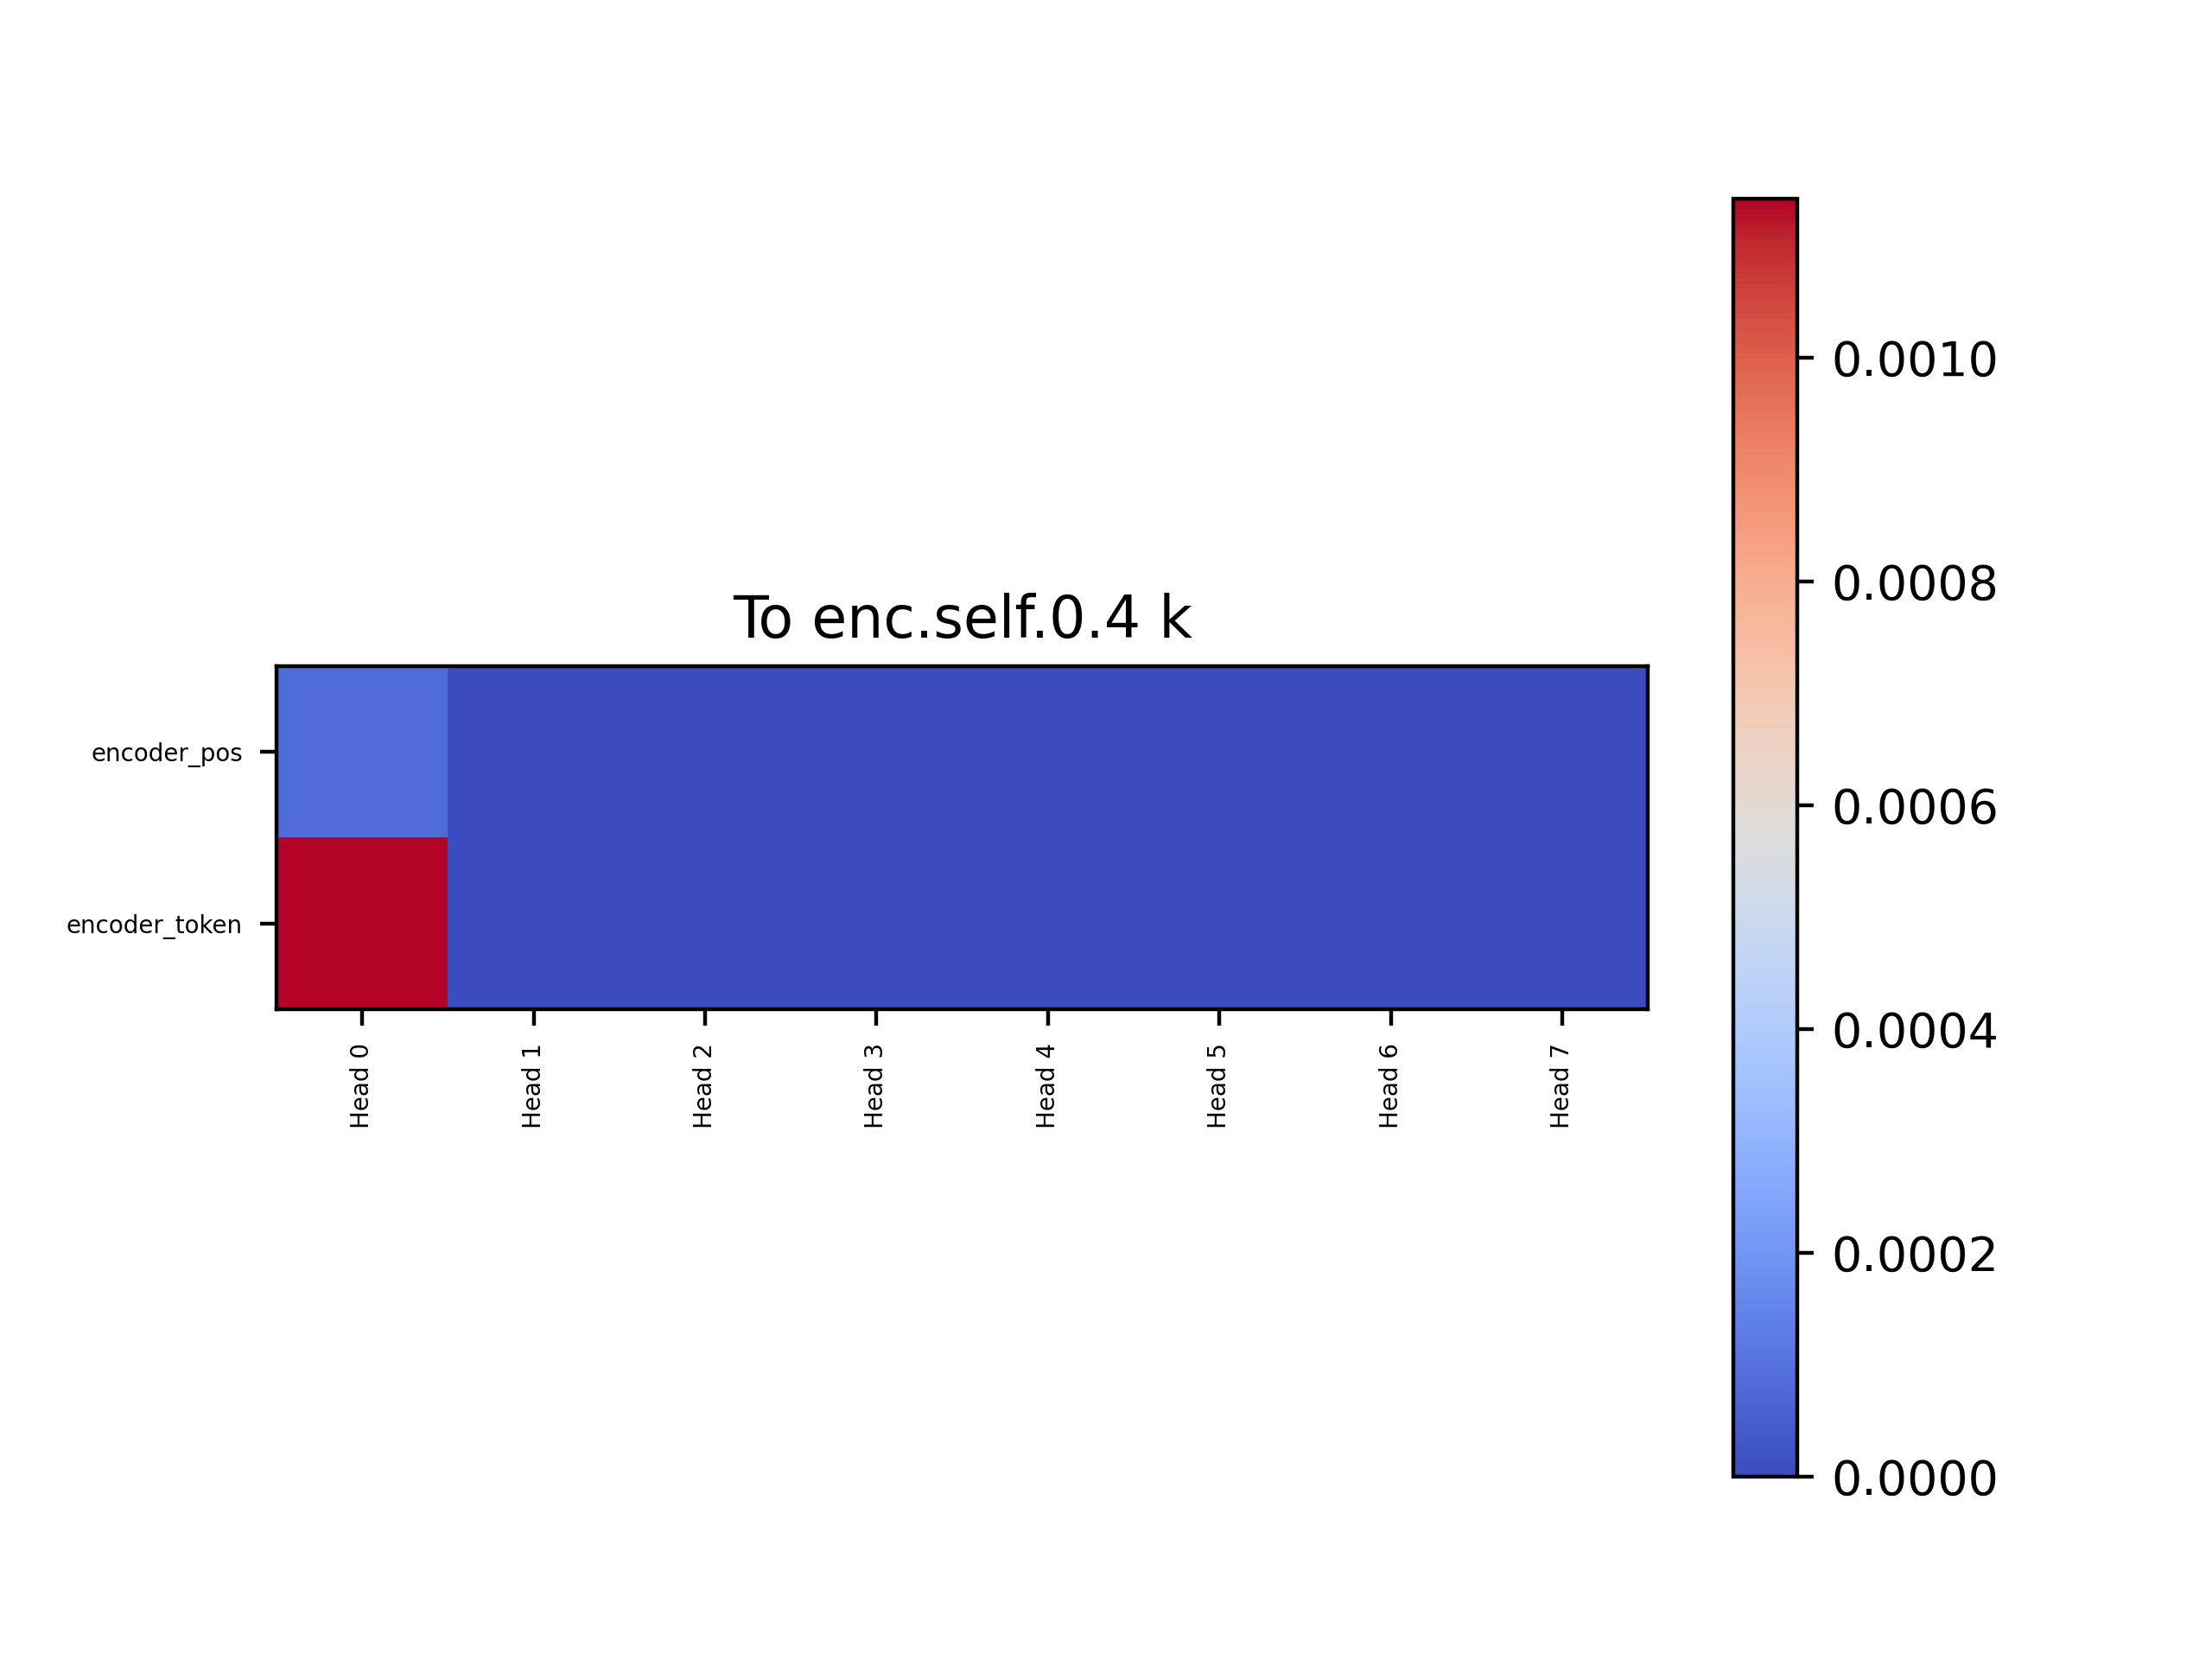 To enc.self.0.4 k
encoder_pos
encoder_token
Head 0
Head 1
Head 2
Head 3
Head 4
Head 5
Head 6
Head 7
0.0010
0.0008
0.0006
0.0004
0.0002
0.0000